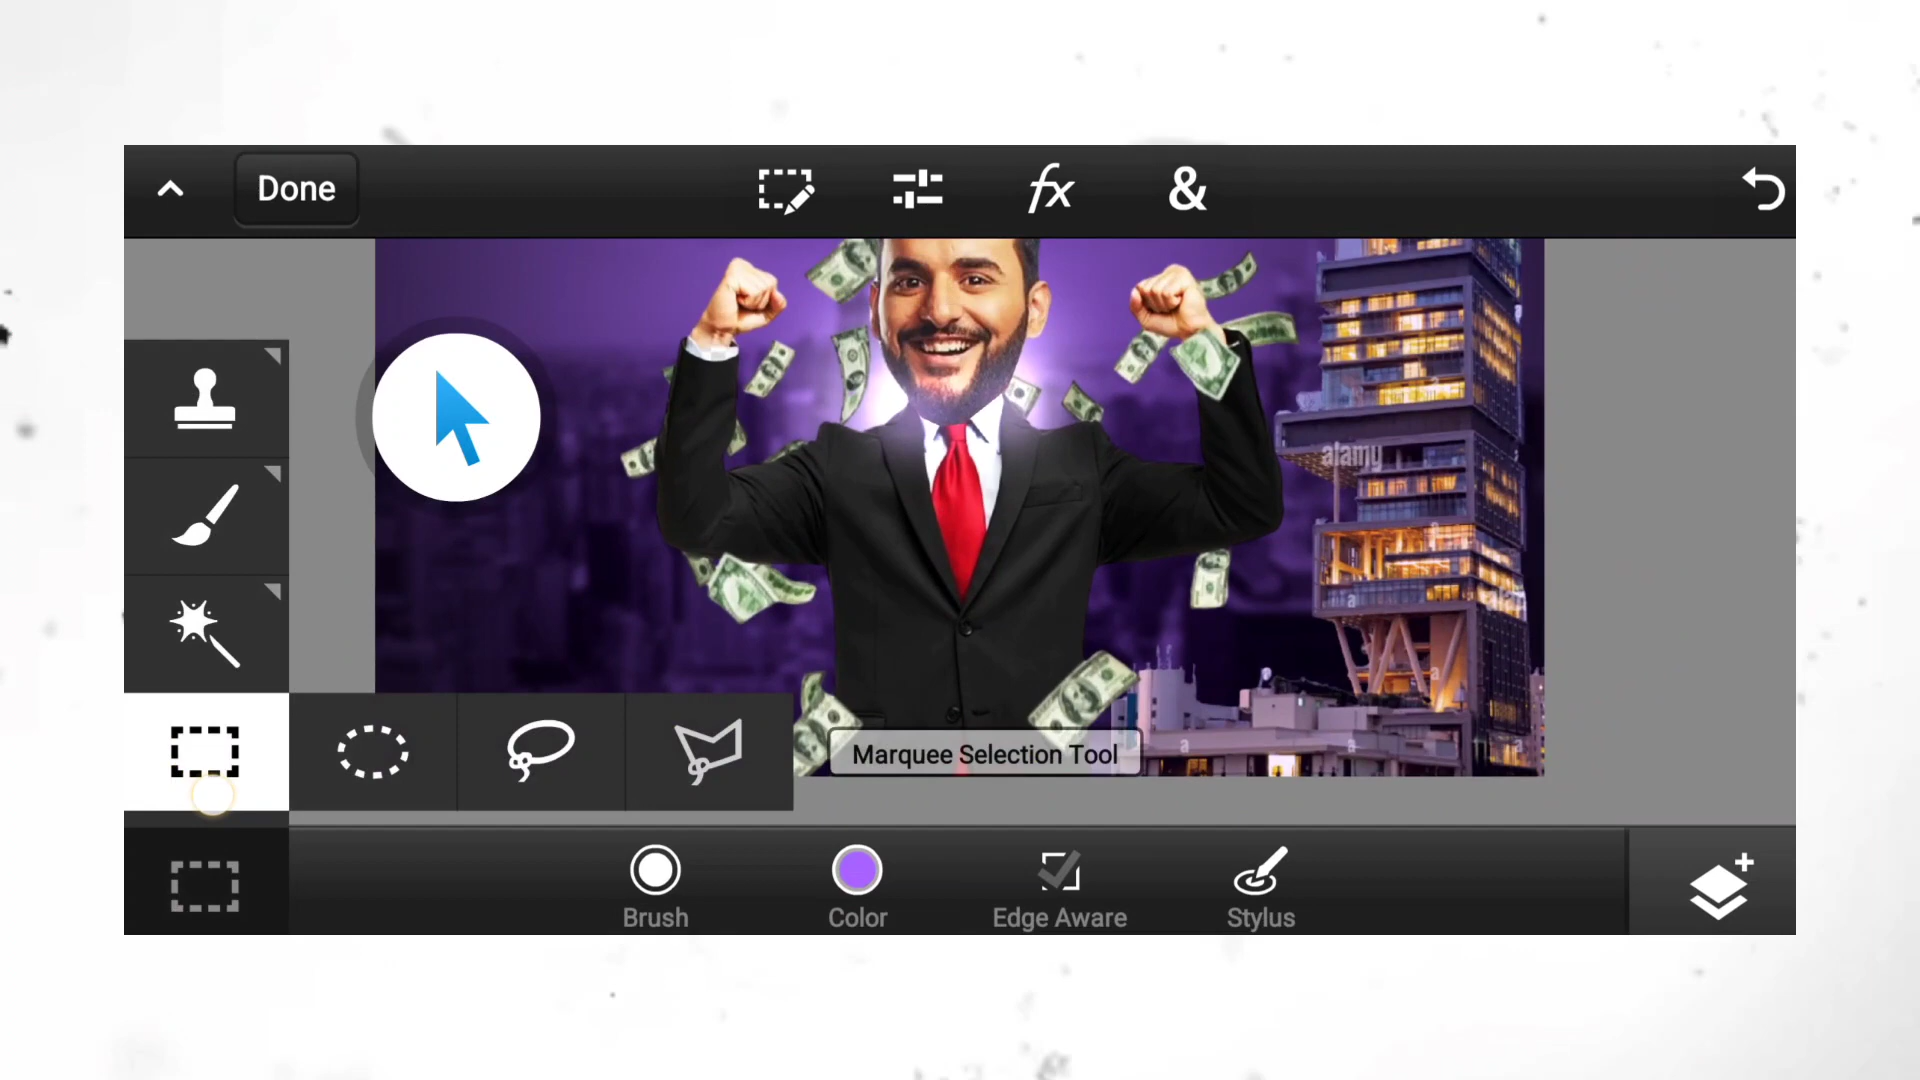 Done
fx
&
alamy
a
a
a
a
a
a
Marquee Selection Tool
Brush
Color
Edge Aware
Stylus